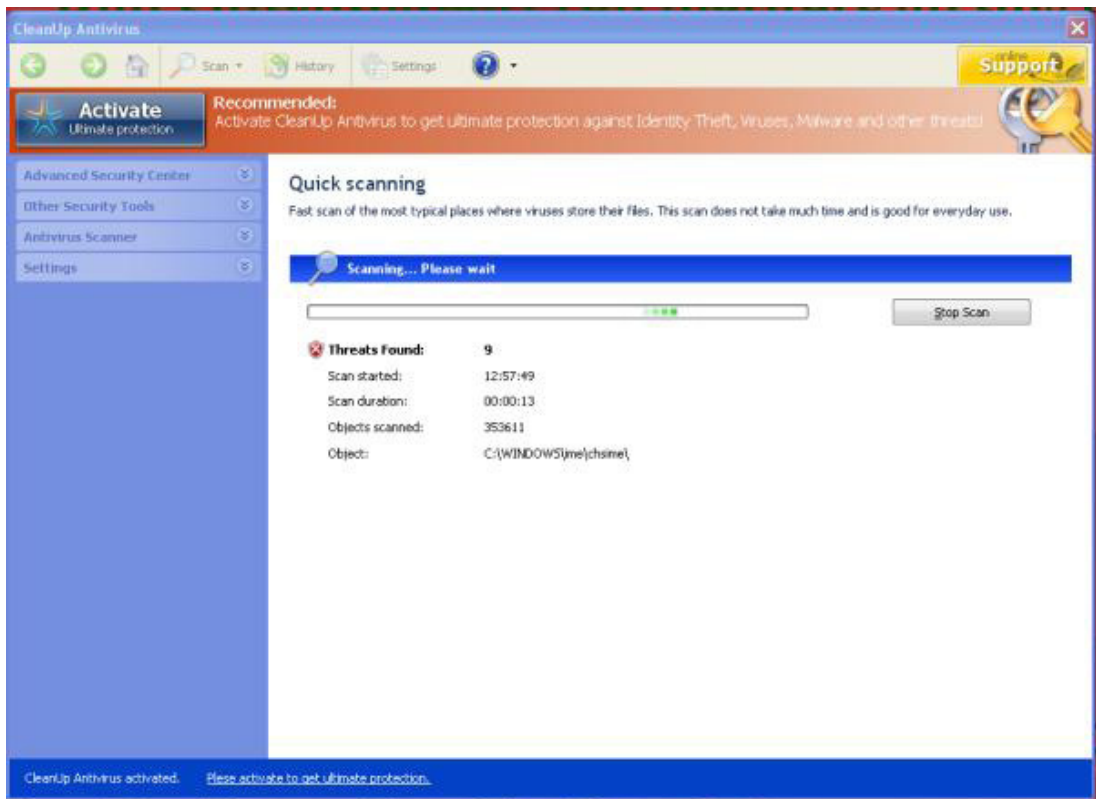 CleanUp Antivirus
Scan
History
Settings
?
online
Support
Activate
Ultimate protection
Recommended:
Activate CleanUp Antivirus to get ultimate protection against Identity Theft, Viruses, Malware and other threats!
Advanced Security Center
Other Security Tools
Antivirus Scanner
Settings
Quick scanning
Fast scan of the most typical places where viruses store their files. This scan does not take much time and is good for everyday use.
Scanning... Please wait
Stop Scan
Threats Found: 9
Scan started: 12:57:49
Scan duration: 00:00:13
Objects scanned: 353611
Object: C:\WINDOWS\ime\chsime\,
CleanUp Antivirus activated. Plese activate to get ultimate protection.